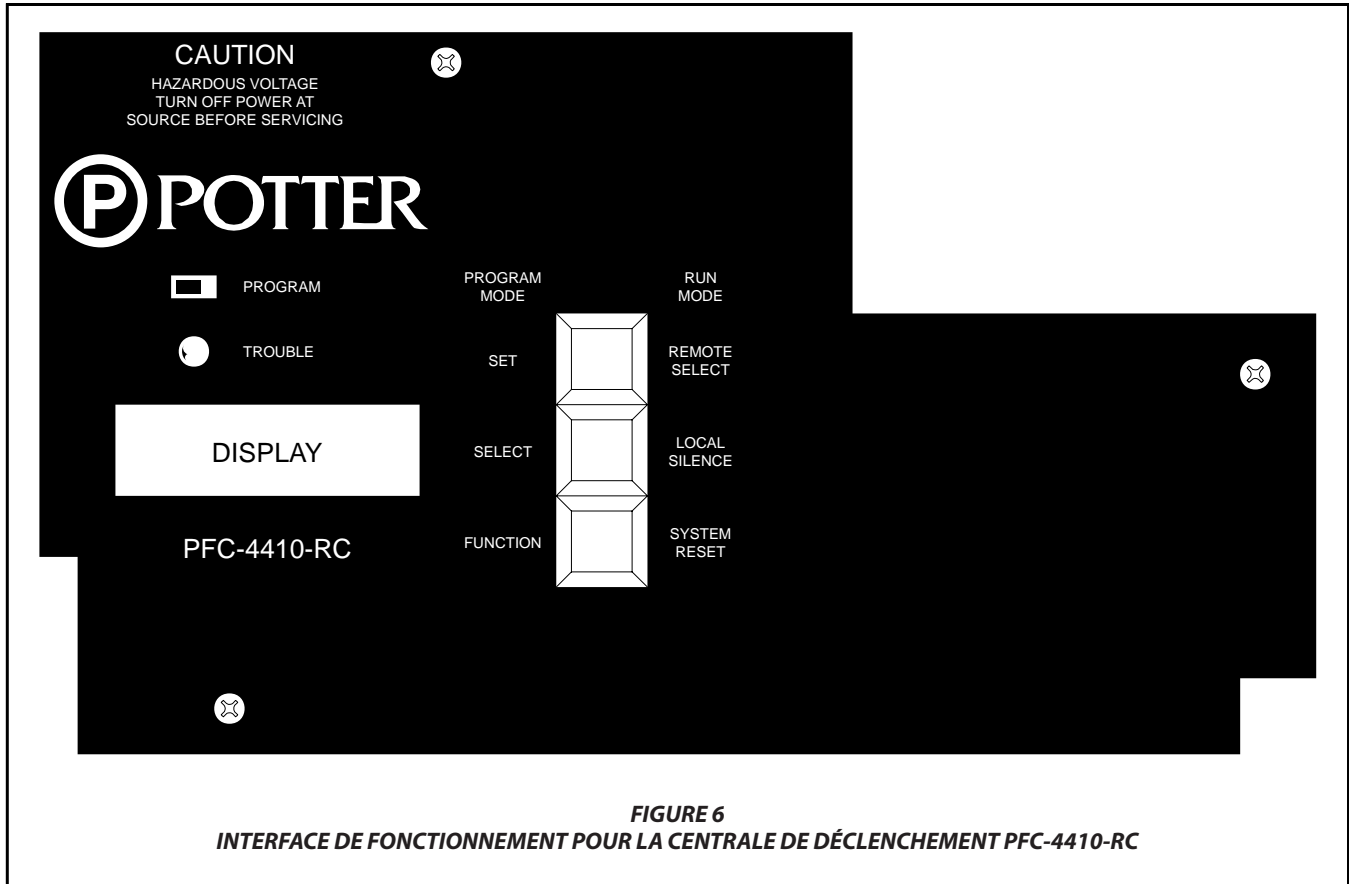 CAUTION
HAZARDOUS VOLTAGE
TURN OFF POWER AT
SOURCE BEFORE SERVICING
P POTTER
PROGRAM
TROUBLE
DISPLAY
PFC-4410-RC
PROGRAM
MODE
SET
SELECT
FUNCTION
RUN
MODE
REMOTE
SELECT
LOCAL
SILENCE
SYSTEM
RESET
FIGURE 6
INTERFACE DE FONCTIONNEMENT POUR LA CENTRALE DE DÉCLENCHEMENT PFC-4410-RC